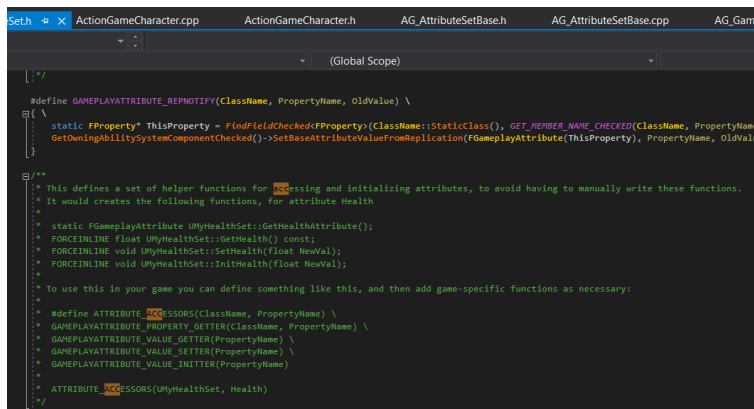 Set.h ActionGameCharacter.cpp ActionGameCharacter.h AG_AttributeSetBase.h AG_AttributeSetBase.cpp AG_Gam
(Global Scope)
*/
#define GAMEPLAYATTRIBUTE_REPNOTIFY(ClassName, PropertyName, OldValue) \
{ \
static FProperty* ThisProperty = FindFieldChecked<FProperty>(ClassName::StaticClass(), GET_MEMBER_NAME_CHECKED(ClassName, PropertyName
GetOwningAbilitySystemComponentChecked()->SetBaseAttributeValueFromReplication(FGameplayAttribute(ThisProperty), PropertyName, OldValu
}
/**
* This defines a set of helper functions for accessing and initializing attributes, to avoid having to manually write these functions.
* It would creates the following functions, for attribute Health
*
* static FGameplayAttribute UMyHealthSet::GetHealthAttribute();
* FORCEINLINE float UMyHealthSet::GetHealth() const;
* FORCEINLINE void UMyHealthSet::SetHealth(float NewVal);
* FORCEINLINE void UMyHealthSet::InitHealth(float NewVal);
*
* To use this in your game you can define something like this, and then add game-specific functions as necessary:
*
* #define ATTRIBUTE_ACCESSORS(ClassName, PropertyName) \
* GAMEPLAYATTRIBUTE_PROPERTY_GETTER(ClassName, PropertyName) \
* GAMEPLAYATTRIBUTE_VALUE_GETTER(PropertyName) \
* GAMEPLAYATTRIBUTE_VALUE_SETTER(PropertyName) \
* GAMEPLAYATTRIBUTE_VALUE_INITTER(PropertyName)
*
* ATTRIBUTE_ACCESSORS(UMyHealthSet, Health)
*/